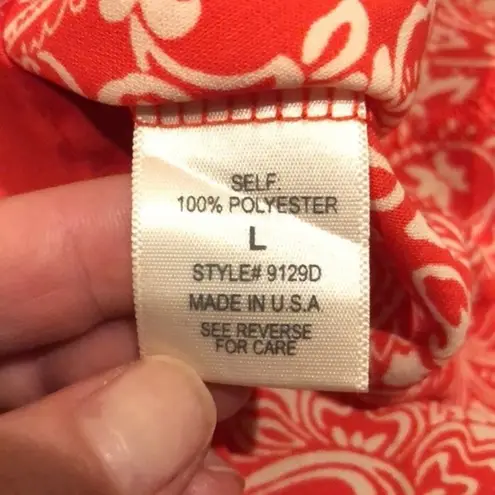 SELF:
100% POLYESTER
L
STYLE# 9129D
MADE IN U.S.A.
SEE REVERSE
FOR CARE